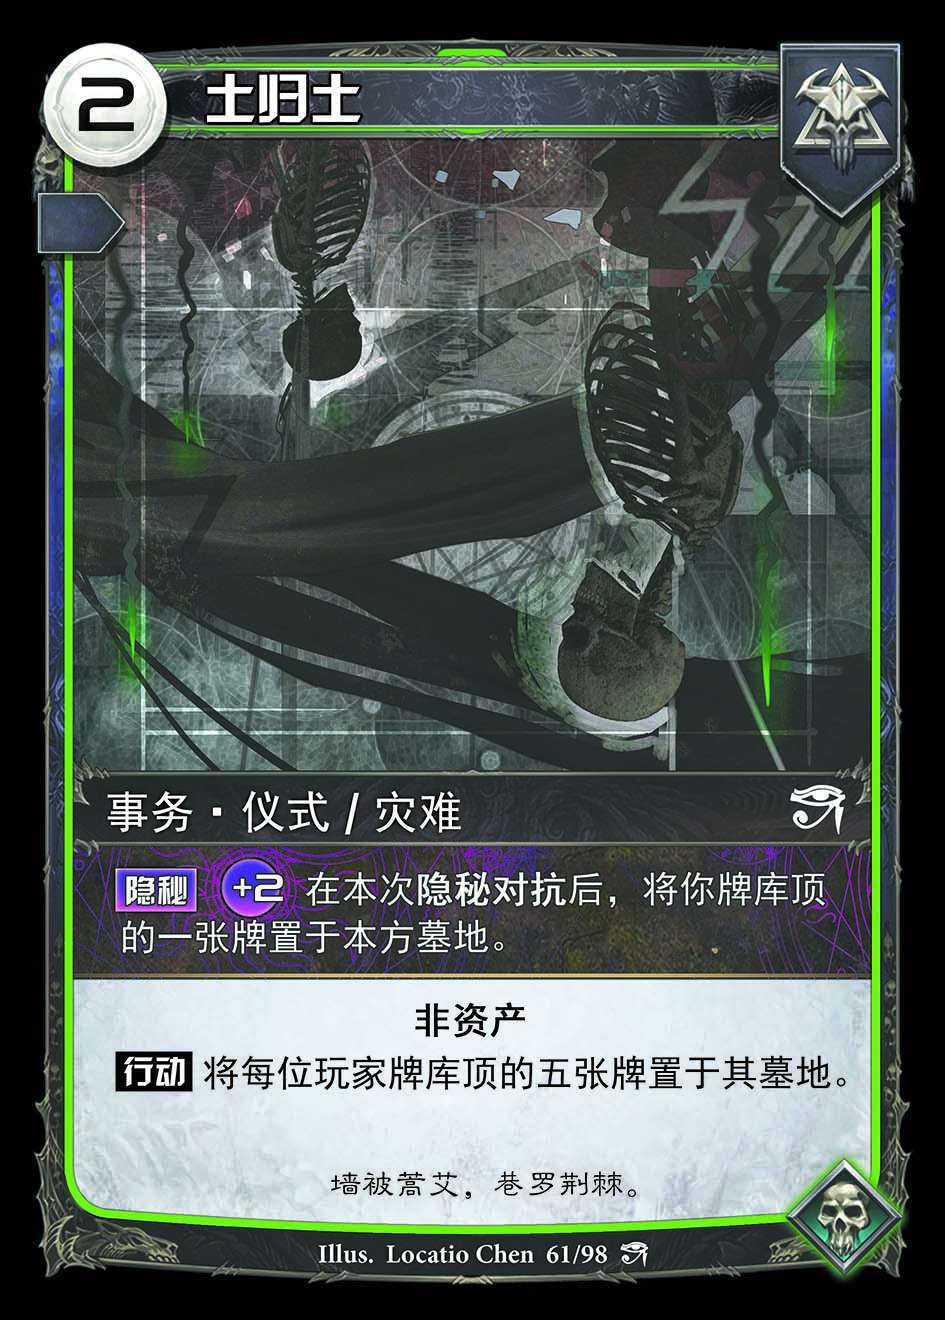 2
土归土
事务·仪式 / 灾难
隐秘 +2 在本次隐秘对抗后，将你牌库顶
的一张牌置于本方墓地。
非资产
行动 将每位玩家牌库顶的五张牌置于其墓地。
墙被蒿艾，巷罗荆棘。
Illus. Locatio Chen 61/98